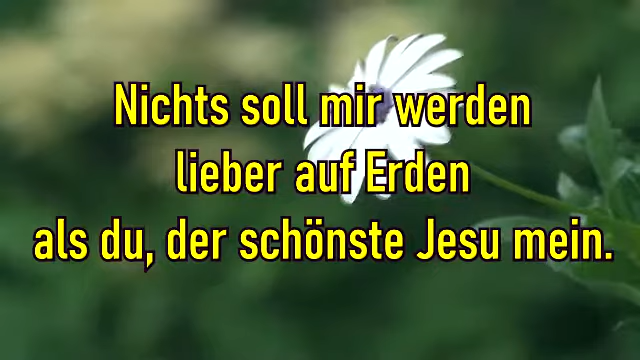 Nichts soll mir werden
lieber auf Erden
als du, der schönste Jesu mein.